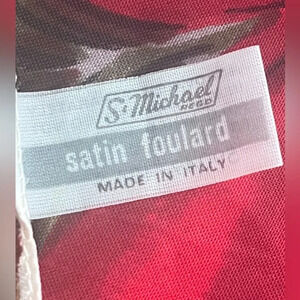 St Michael
REGD
satin foulard
MADE IN ITALY